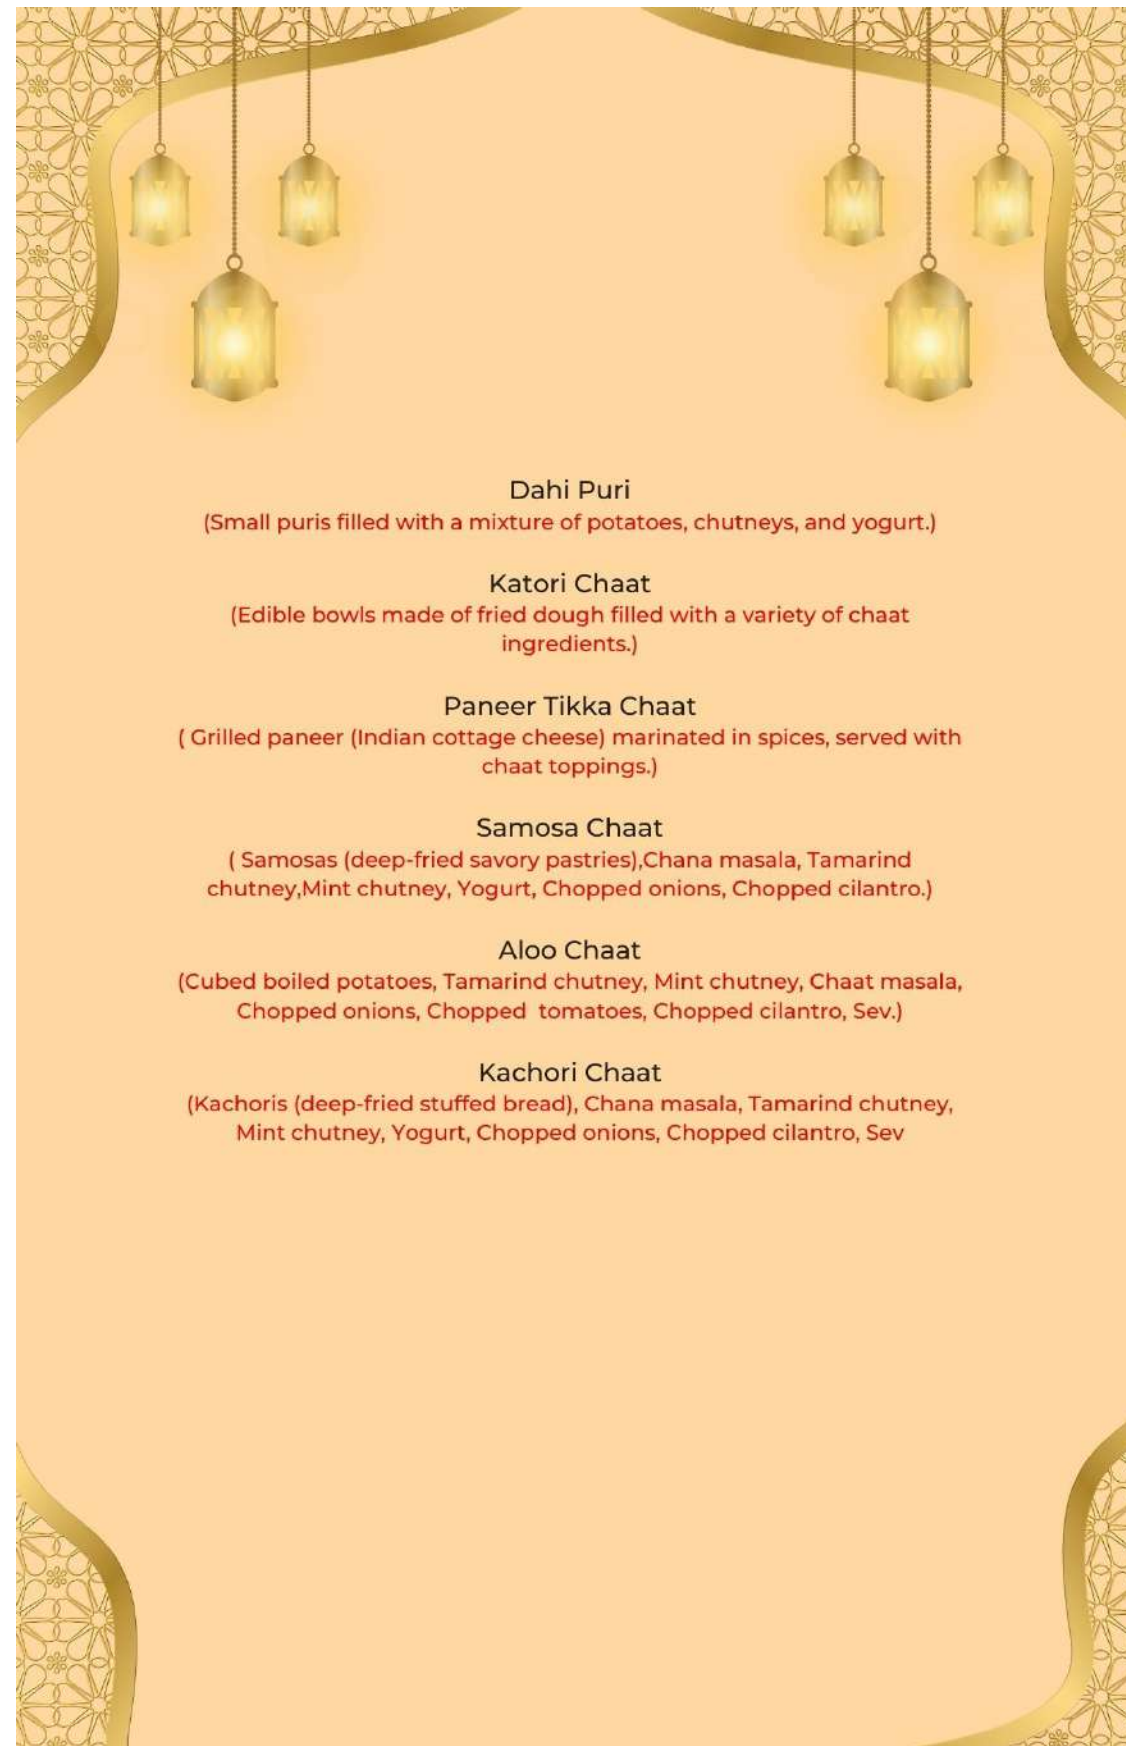 Dahi Puri
(Small puris filled with a mixture of potatoes, chutneys, and yogurt.)
Katori Chaat
(Edible bowls made of fried dough filled with a variety of chaat
ingredients.)
Paneer Tikka Chaat
( Grilled paneer (Indian cottage cheese) marinated in spices, served with
chaat toppings.)
Samosa Chaat
( Samosas (deep-fried savory pastries),Chana masala, Tamarind
chutney,Mint chutney, Yogurt, Chopped onions, Chopped cilantro.)
Aloo Chaat
(Cubed boiled potatoes, Tamarind chutney, Mint chutney, Chaat masala,
Chopped onions, Chopped  tomatoes, Chopped cilantro, Sev.)
Kachori Chaat
(Kachoris (deep-fried stuffed bread), Chana masala, Tamarind chutney,
Mint chutney, Yogurt, Chopped onions, Chopped cilantro, Sev